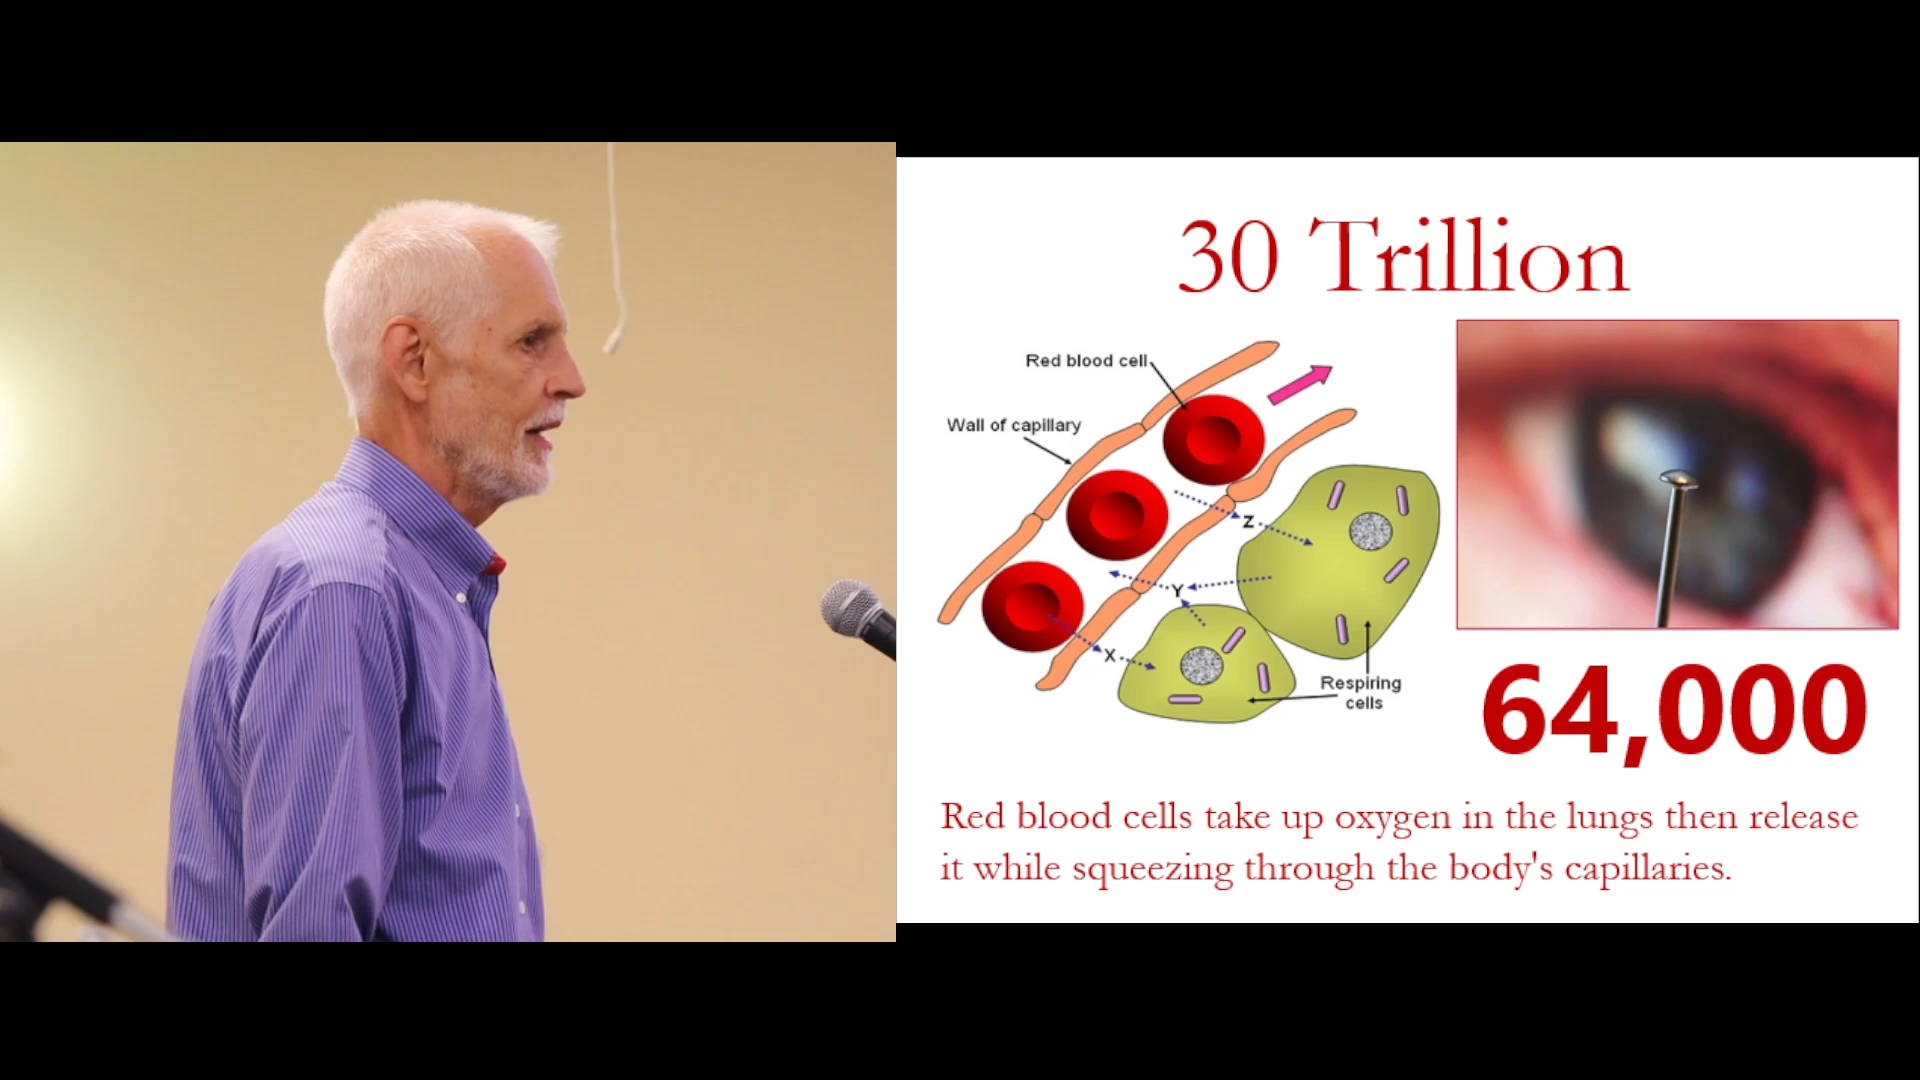 30 Trillion
Red blood cell
Wall of capillary
Z
Y
X
Respiring
cells
64,000
Red blood cells take up oxygen in the lungs then release
it while squeezing through the body's capillaries.